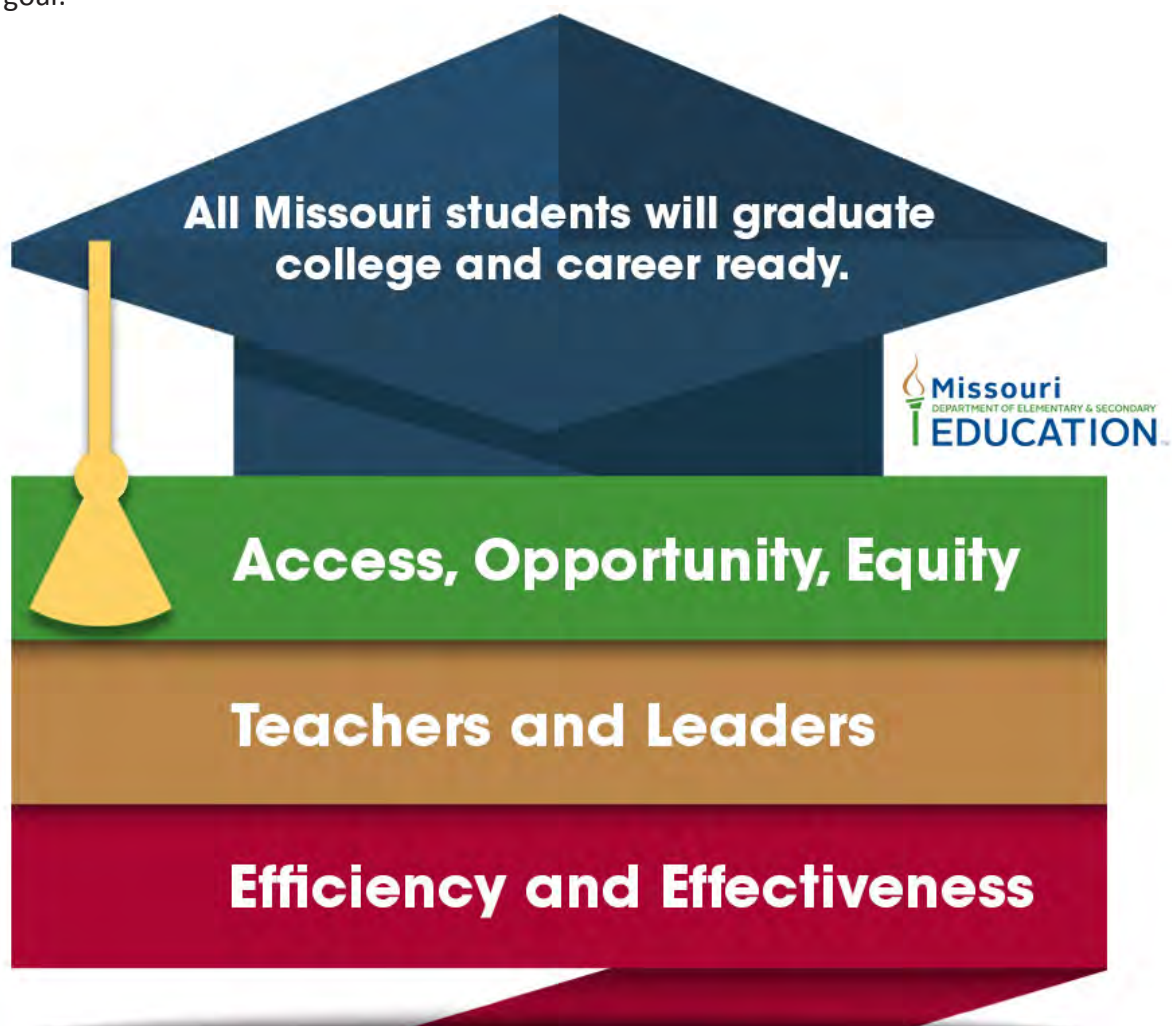 goal.
All Missouri students will graduate
college and career ready.
Missouri
DEPARTMENT OF ELEMENTARY & SECONDARY
EDUCATION
Access, Opportunity, Equity
Teachers and Leaders
Efficiency and Effectiveness